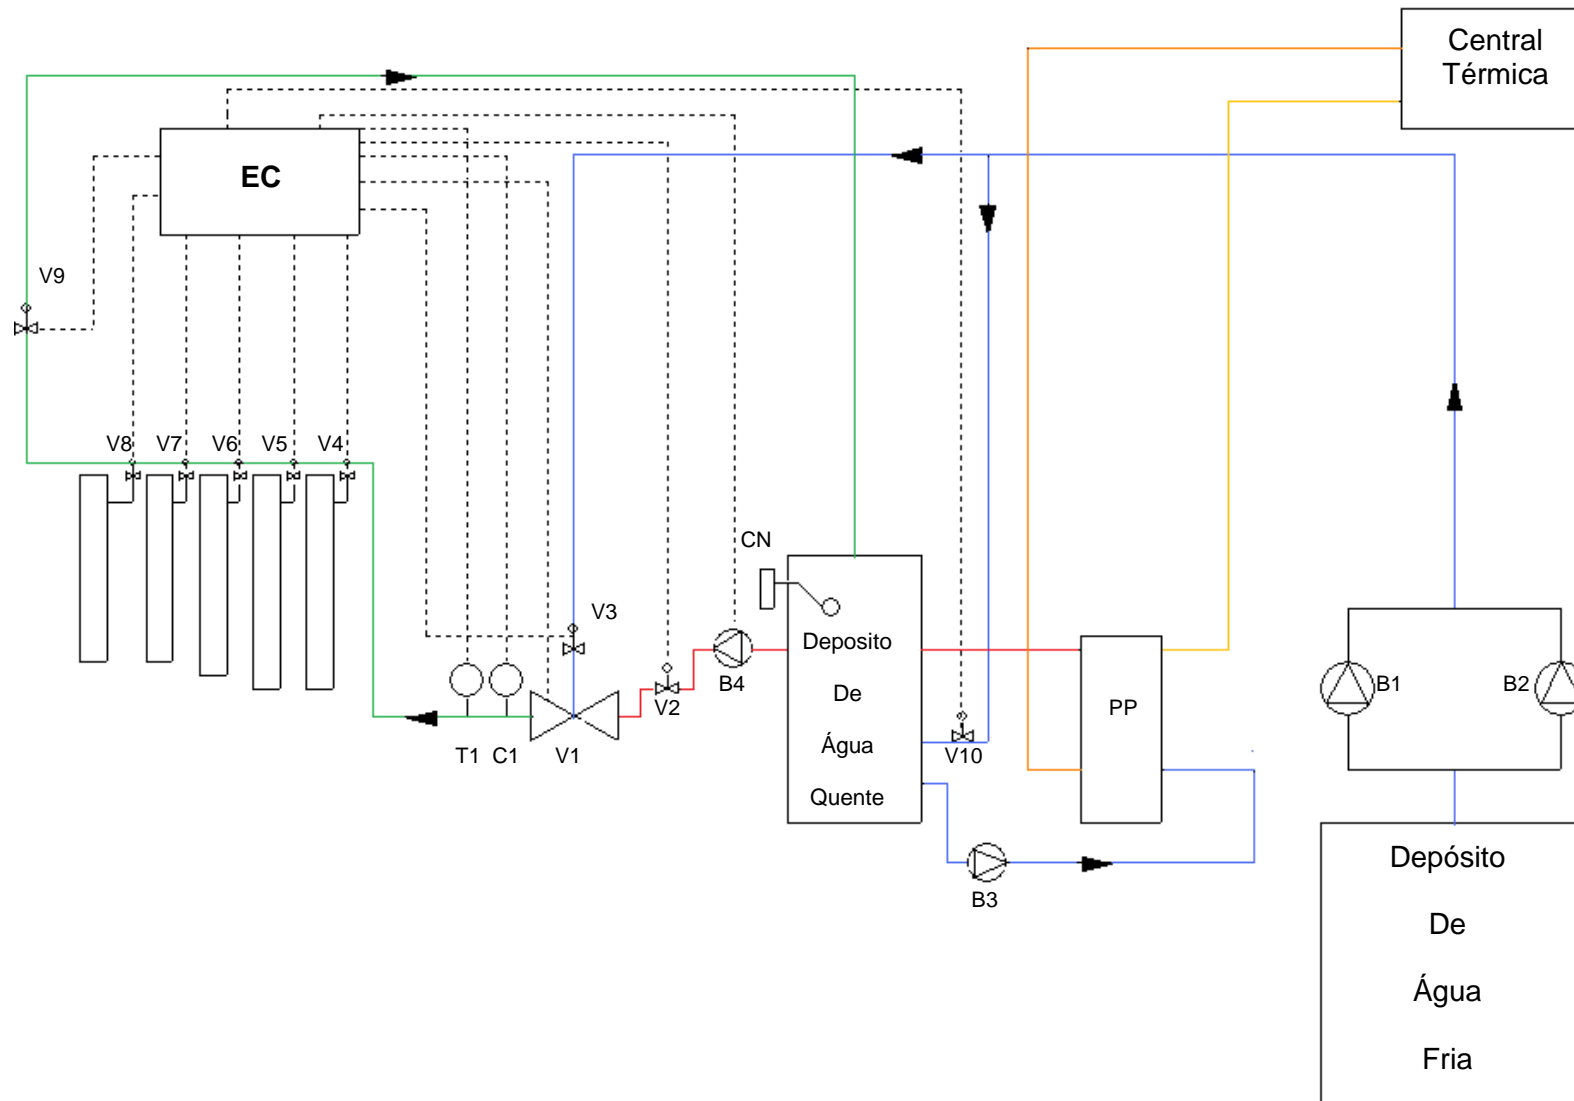 Central
Térmica
EC
V9
V8
V7
V6
V5
V4
CN
V3
Deposito
De
Água
Quente
B4
V2
T1
C1
V1
V10
PP
B1
B2
B3
Depósito
De
Água
Fria